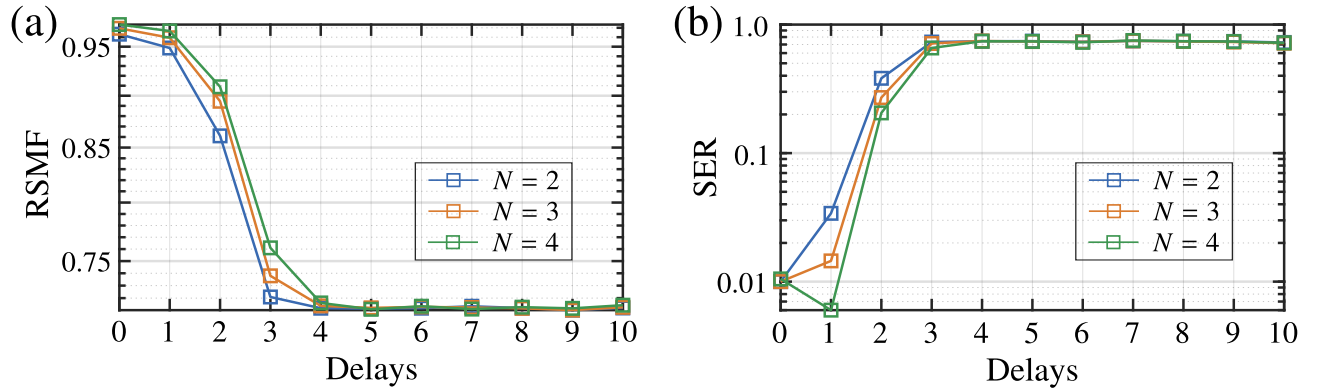 (a)
RSMF
0.95
0.85
0.75
N = 2
N = 3
N = 4
0 1 2 3 4 5 6 7 8 9 10
Delays
(b)
SER
1.0
0.1
0.01
N = 2
N = 3
N = 4
0 1 2 3 4 5 6 7 8 9 10
Delays